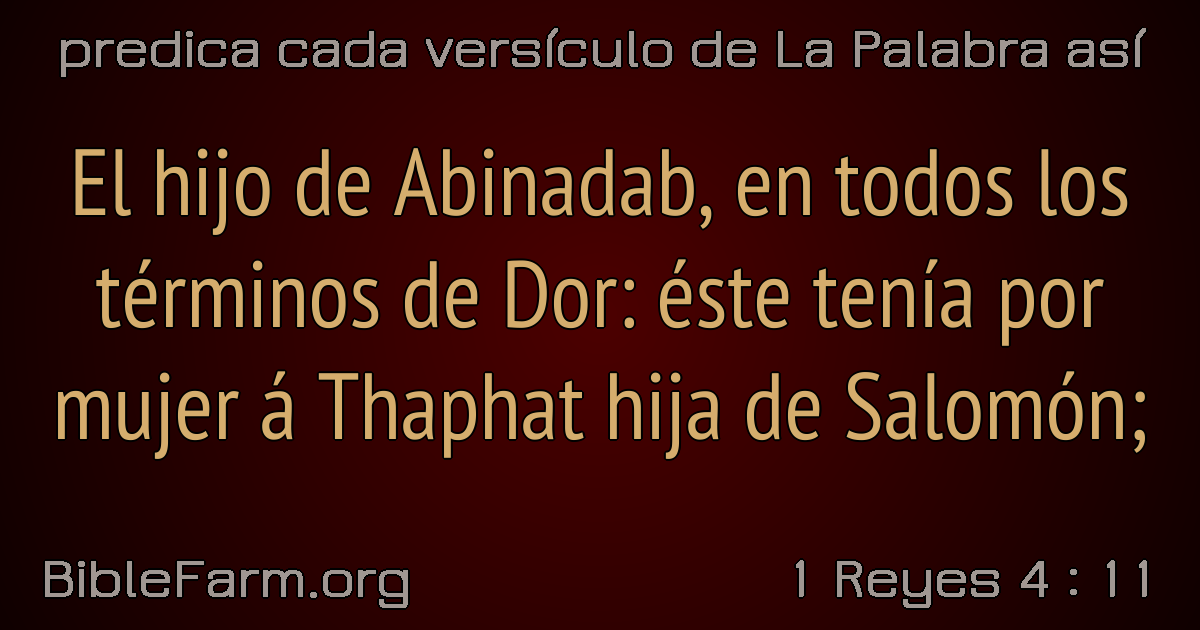 predica cada versículo de La Palabra así
El hijo de Abinadab, en todos los
términos de Dor: éste tenía por
mujer á Thaphat hija de Salomón;
BibleFarm.org
1 Reyes 4 : 11